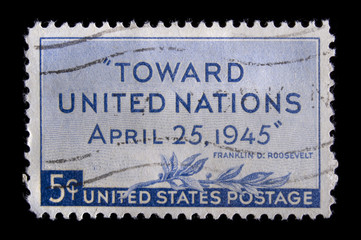 "TOWARD
UNITED NATIONS
APRIL 25, 1945"
FRANKLIN D. ROOSEVELT
5¢ UNITED STATES POSTAGE